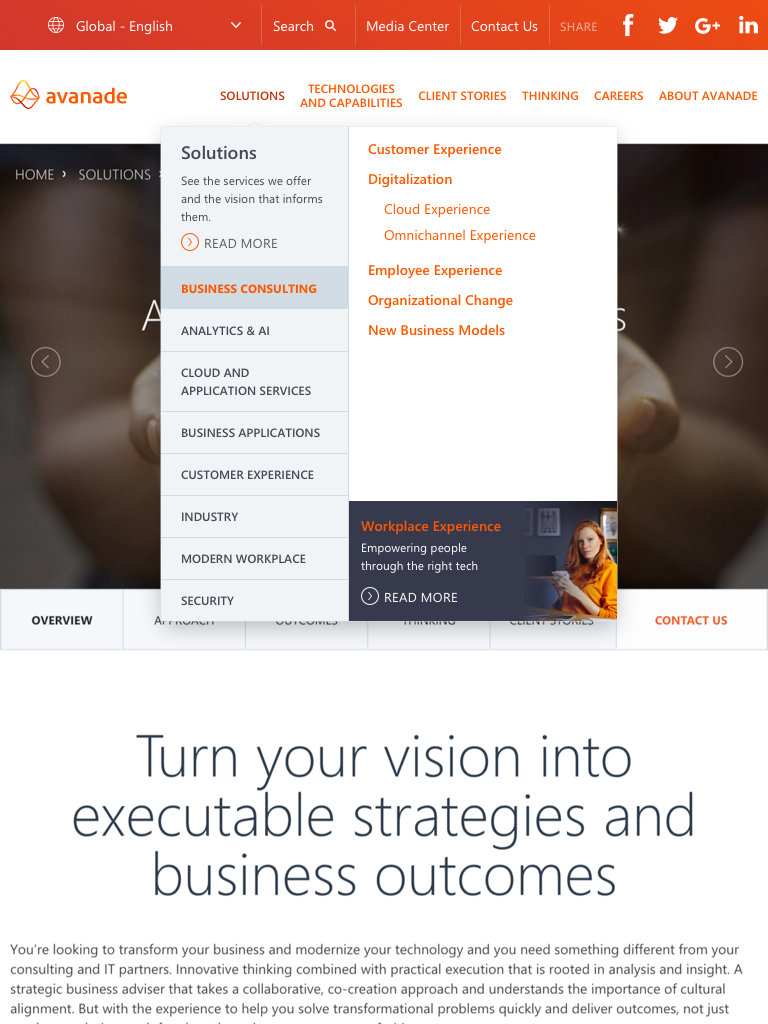 Global - English
Search
Media Center
Contact Us
SHARE
avanade
SOLUTIONS
TECHNOLOGIES
AND CAPABILITIES
CLIENT STORIES
THINKING
CAREERS
ABOUT AVANADE
HOME › SOLUTIONS ›
Solutions
See the services we offer
and the vision that informs
them.
READ MORE
BUSINESS CONSULTING
ANALYTICS & AI
CLOUD AND
APPLICATION SERVICES
BUSINESS APPLICATIONS
CUSTOMER EXPERIENCE
INDUSTRY
MODERN WORKPLACE
SECURITY
Customer Experience
Digitalization
Cloud Experience
Omnichannel Experience
Employee Experience
Organizational Change
New Business Models
Workplace Experience
Empowering people
through the right tech
READ MORE
OVERVIEW
APPROACH
OUTCOMES
THINKING
CLIENT STORIES
CONTACT US
Turn your vision into
executable strategies and
business outcomes
You're looking to transform your business and modernize your technology and you need something different from your
consulting and IT partners. Innovative thinking combined with practical execution that is rooted in analysis and insight. A
strategic business adviser that takes a collaborative, co-creation approach and understands the importance of cultural
alignment. But with the experience to help you solve transformational problems quickly and deliver outcomes, not just